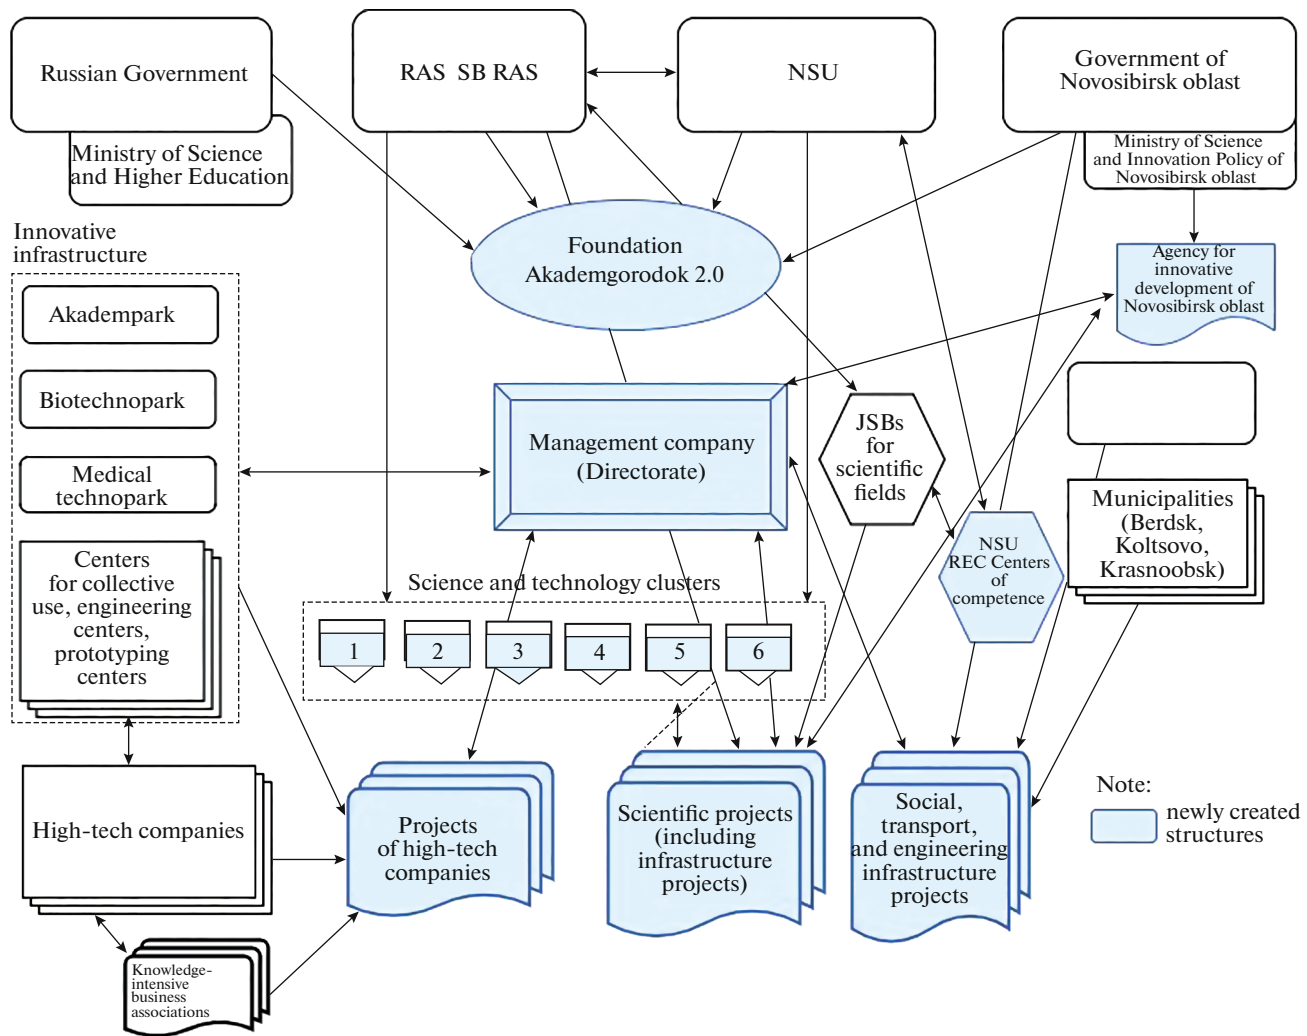 Russian Government
RAS  SB RAS
NSU
Government of
Novosibirsk oblast
Ministry of Science
and Higher Education
Ministry of Science
and Innovation Policy of
Novosibirsk oblast
Innovative
infrastructure
Foundation
Akademgorodok 2.0
Agency for
innovative
development of
Novosibirsk oblast
Akadempark
Biotechnopark
Medical
technopark
Management company
(Directorate)
JSBs
for
scientific
fields
Municipalities
(Berdsk,
Koltsovo,
Krasnoobsk)
NSU
REC Centers
of
competence
Centers
for collective
use, engineering
centers,
prototyping
centers
Science and technology clusters
1
2
3
4
5
6
High-tech companies
Projects
of high-tech
companies
Scientific projects
(including
infrastructure
projects)
Social,
transport,
and engineering
infrastructure
projects
Note:
newly created
structures
Knowledge-
intensive
business
associations